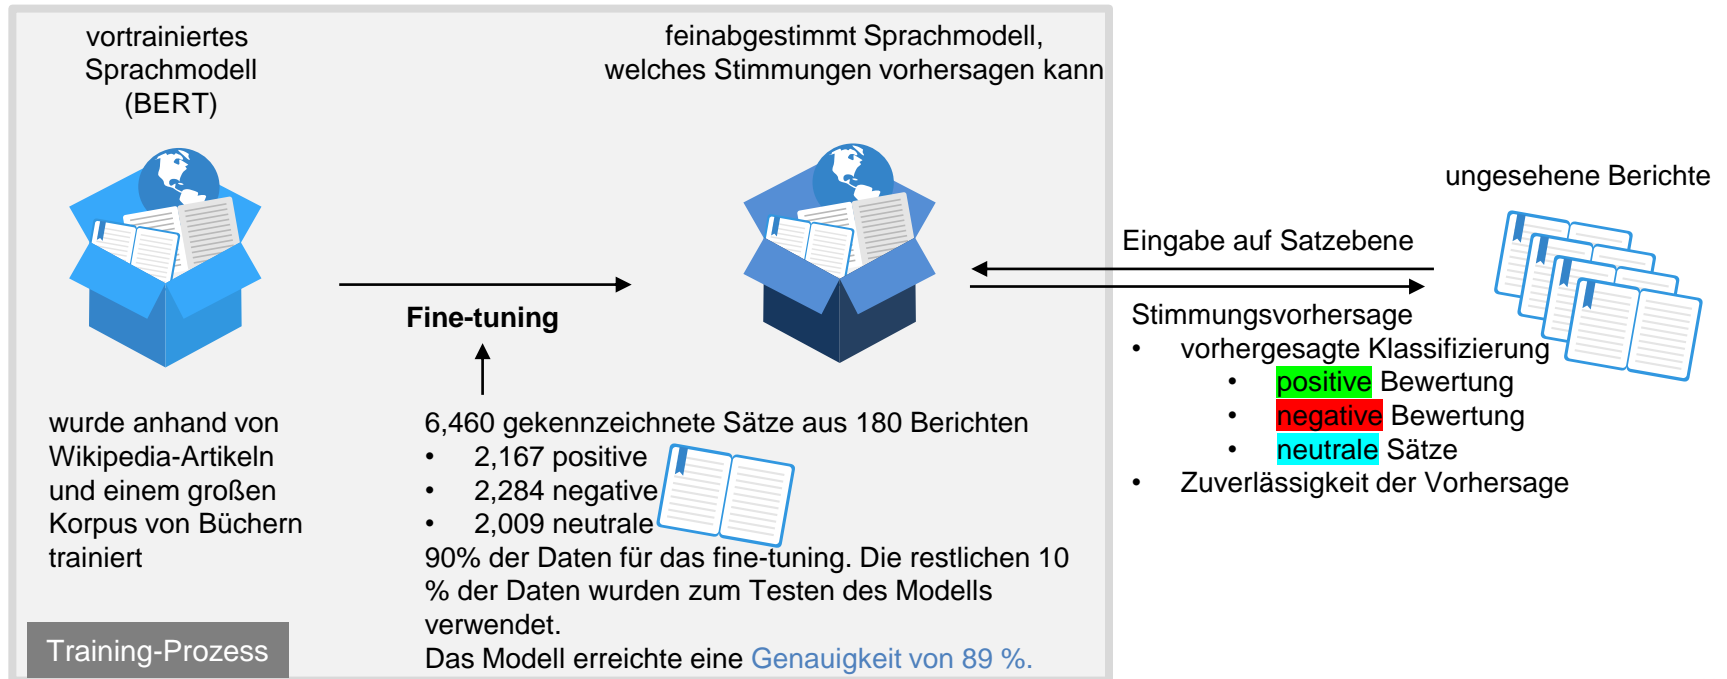 vortrainiertes
Sprachmodell
(BERT)
feinabgestimmt Sprachmodell,
welches Stimmungen vorhersagen kann
ungesehene Berichte
Eingabe auf Satzebene
Fine-tuning
Stimmungsvorhersage
• vorhergesagte Klassifizierung
• positive Bewertung
• negative Bewertung
• neutrale Sätze
• Zuverlässigkeit der Vorhersage
wurde anhand von
Wikipedia-Artikeln
und einem großen
Korpus von Büchern
trainiert
6,460 gekennzeichnete Sätze aus 180 Berichten
• 2,167 positive
• 2,284 negative
• 2,009 neutrale
90% der Daten für das fine-tuning. Die restlichen 10
% der Daten wurden zum Testen des Modells
verwendet.
Das Modell erreichte eine Genauigkeit von 89 %.
Training-Prozess